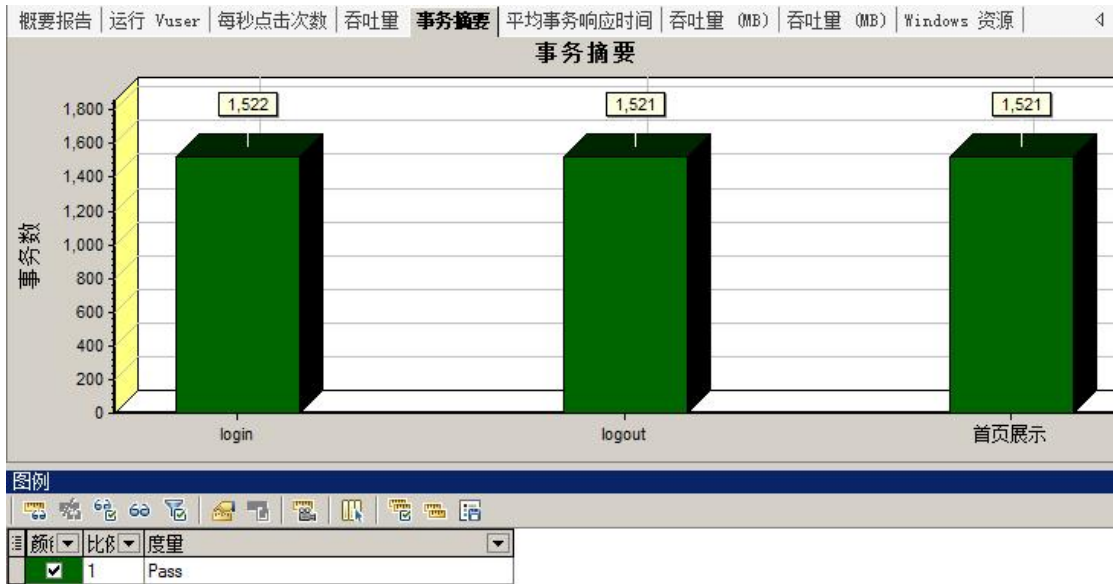 概要报告 运行 Vuser 每秒点击次数 吞吐量 事务摘要 平均事务响应时间 吞吐量 (MB) 吞吐量 (MB) Windows 资源
事务摘要
1,522 1,521 1,521
1,800
1,600
1,400
1,200
1,000
800
600
400
200
0
事务数
login logout 首页展示
图例
度量
1 Pass